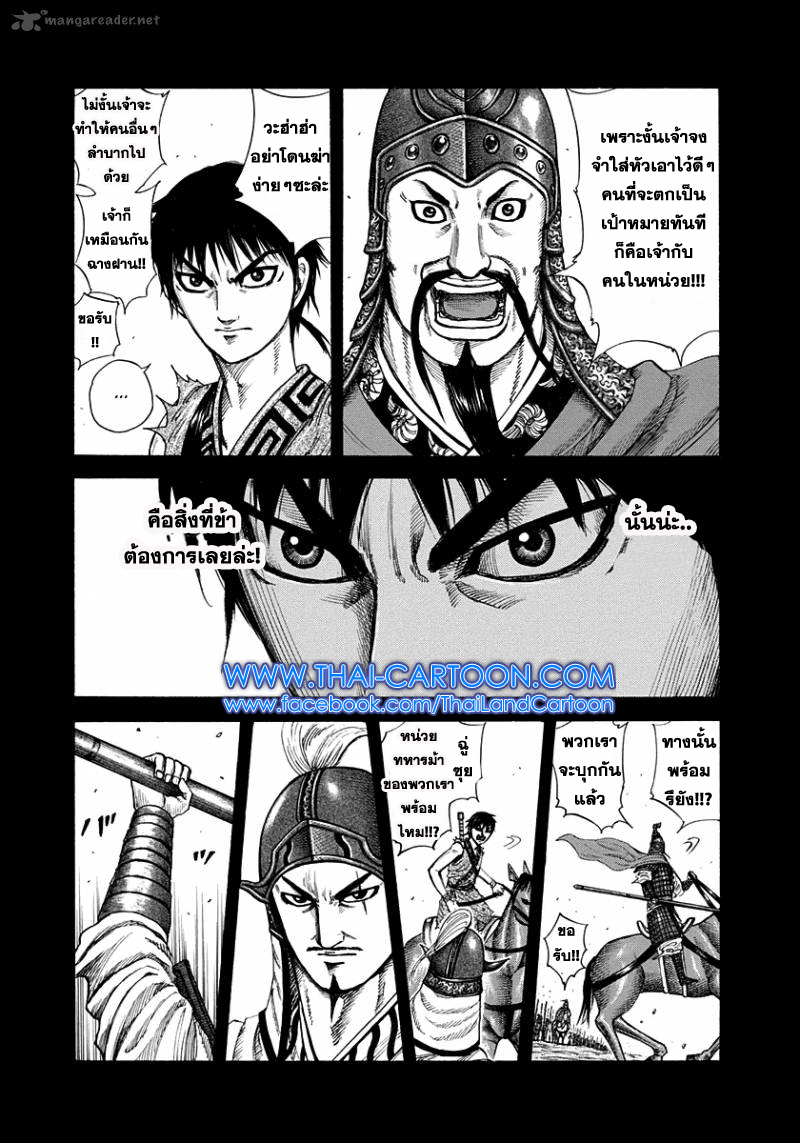 mangareader.net
เพราะงั้นเจ้าจง
จำใส่หัวเอาไว้ดีๆ
คนที่จะตกเป็น
เป้าหมายทันที
ก็คือเจ้ากับ
คนในหน่วย!!!
วะฮ่าฮ่า
อย่าโดนฆ่า
ง่ายๆซะล่ะ
ไม่งั้นเจ้าจะ
ทำให้คนอื่นๆ
ลำบากไป
ด้วย
เจ้าก็
เหมือนกัน
ฉางฝาน!!
ขอรับ
!!
...
นั้นน่ะ..
คือสิ่งที่ข้า
ต้องการเลยล่ะ!
WWW.THAI-CARTOON.COM
www.facebook.com/ThaiLandCartoon
ทางนั้น
พร้อม
รึยัง!!?
พวกเรา
จะบุกกัน
แล้ว
ขอ
รับ!!
ฉู่
ซุย
หน่วย
ทหารม้า
ของพวกเรา
พร้อม
ไหม!!?